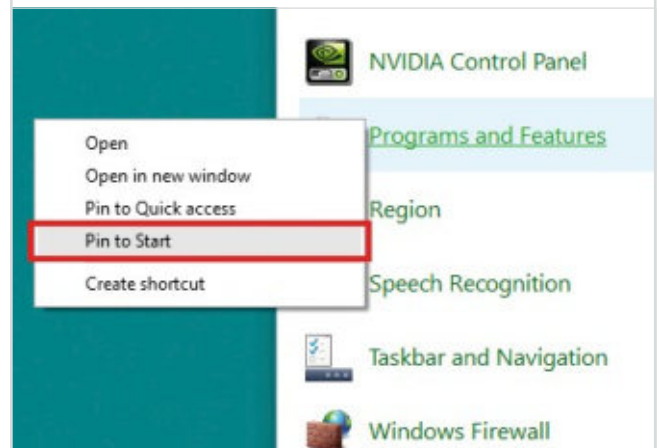 NVIDIA Control Panel
Programs and Features
Open
Open in new window
Pin to Quick access
Pin to Start
Create shortcut
Region
Speech Recognition
Taskbar and Navigation
Windows Firewall